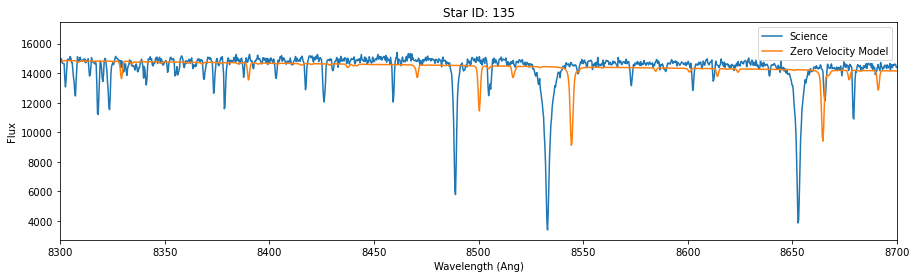 Star ID: 135
Science
Zero Velocity Model
Flux
16000
14000
12000
10000
8000
6000
4000
8300 8350 8400 8450 8500 8550 8600 8650 8700
Wavelength (Ang)